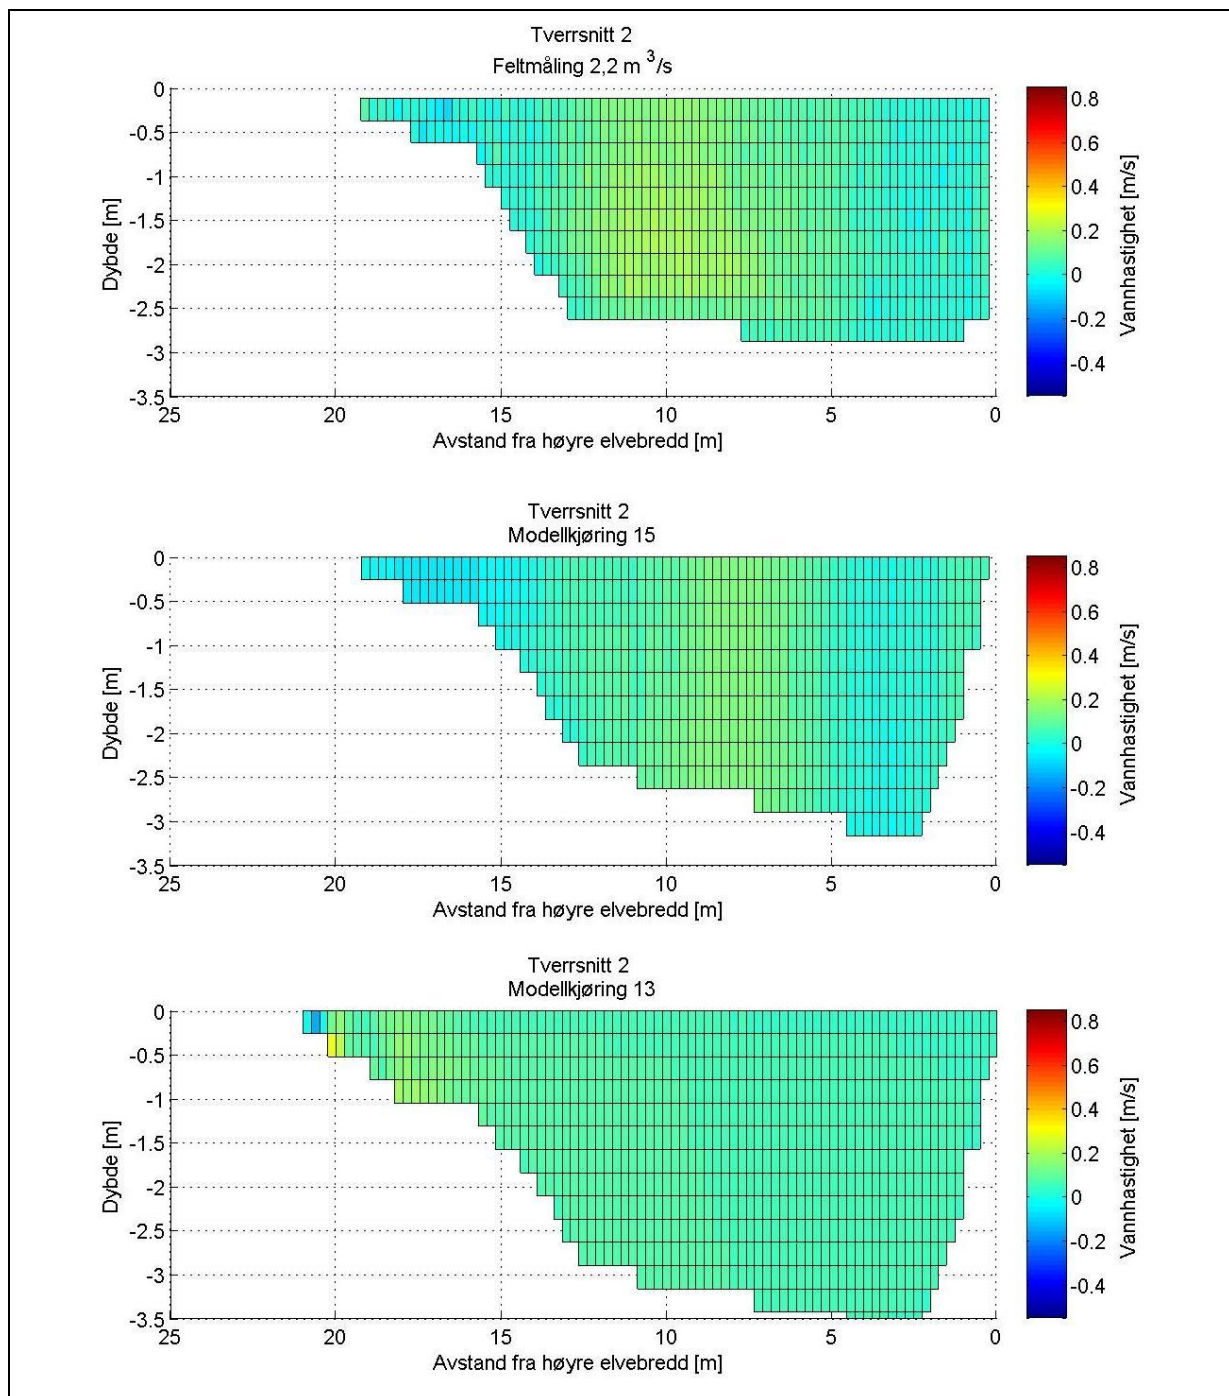 Tverrsnitt 2
Feltmåling 2,2 m ³/s
0
-0.5
-1
-1.5
-2
-2.5
-3
-3.5
Dybde [m]
25 20 15 10 5 0
Avstand fra høyre elvebredd [m]
0.8
0.6
0.4
0.2
0
-0.2
-0.4
Vannhastighet [m/s]
Tverrsnitt 2
Modellkjøring 15
0
-0.5
-1
-1.5
-2
-2.5
-3
-3.5
Dybde [m]
25 20 15 10 5 0
Avstand fra høyre elvebredd [m]
0.8
0.6
0.4
0.2
0
-0.2
-0.4
Vannhastighet [m/s]
Tverrsnitt 2
Modellkjøring 13
0
-0.5
-1
-1.5
-2
-2.5
-3
-3.5
Dybde [m]
25 20 15 10 5 0
Avstand fra høyre elvebredd [m]
0.8
0.6
0.4
0.2
0
-0.2
-0.4
Vannhastighet [m/s]